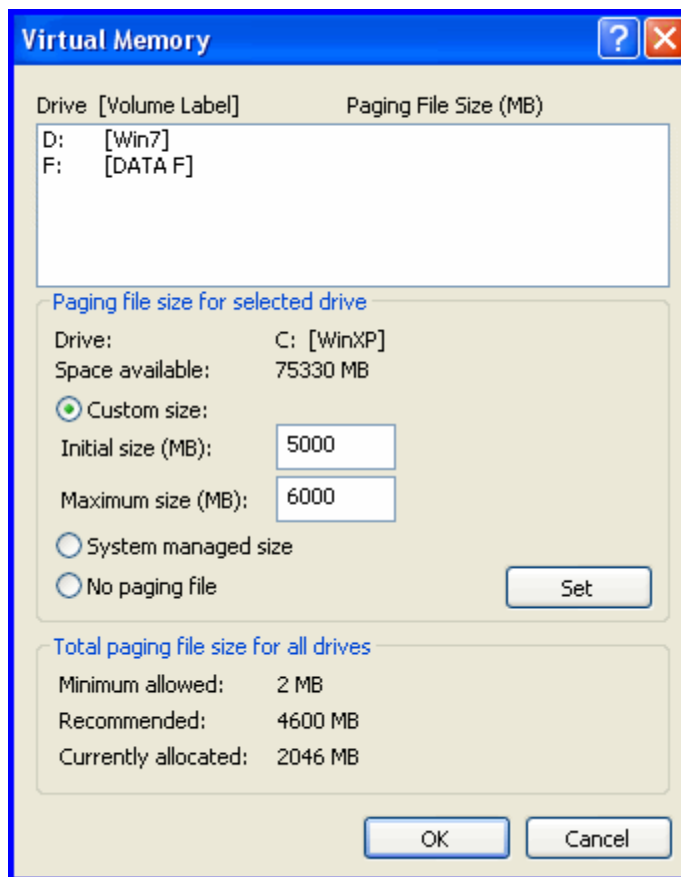 Virtual Memory
Drive [Volume Label] Paging File Size (MB)
D: [Win7]
F: [DATA F]
Paging file size for selected drive
Drive: C: [WinXP]
Space available: 75330 MB
Custom size:
Initial size (MB): 5000
Maximum size (MB): 6000
System managed size
No paging file Set
Total paging file size for all drives
Minimum allowed: 2 MB
Recommended: 4600 MB
Currently allocated: 2046 MB
OK Cancel